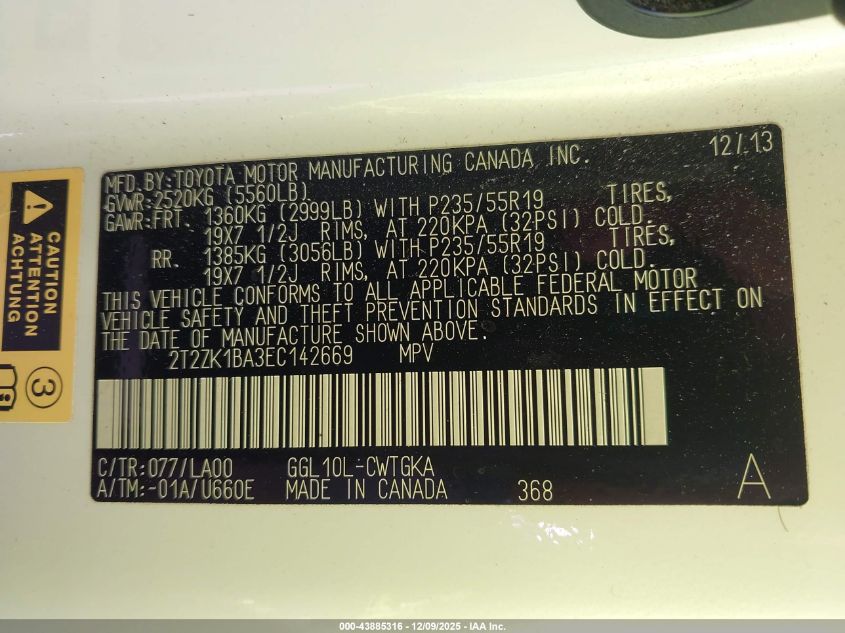 MFD. BY: TOYOTA MOTOR MANUFACTURING CANADA INC. 12/13
GVWR: 2520KG (5560LB)
GAWR: FRT. 1360KG (2999LB) WITH P235/55R19 TIRES,
19X7 1/2J RIMS, AT 220KPA (32PSI) COLD.
RR. 1385KG (3056LB) WITH P235/55R19 TIRES,
19X7 1/2J RIMS, AT 220KPA (32PSI) COLD.
THIS VEHICLE CONFORMS TO ALL APPLICABLE FEDERAL MOTOR
VEHICLE SAFETY AND THEFT PREVENTION STANDARDS IN EFFECT ON
THE DATE OF MANUFACTURE SHOWN ABOVE.
2T2ZK1BA3EC142669 MPV
C/TR: 077/LA00 GGL10L-CWTGKA
A/TM:-01A/U660E MADE IN CANADA 368 A
CAUTION
ATTENTION
ACHTUNG
3
000-43885316 - 12/09/2025 - IAA Inc.